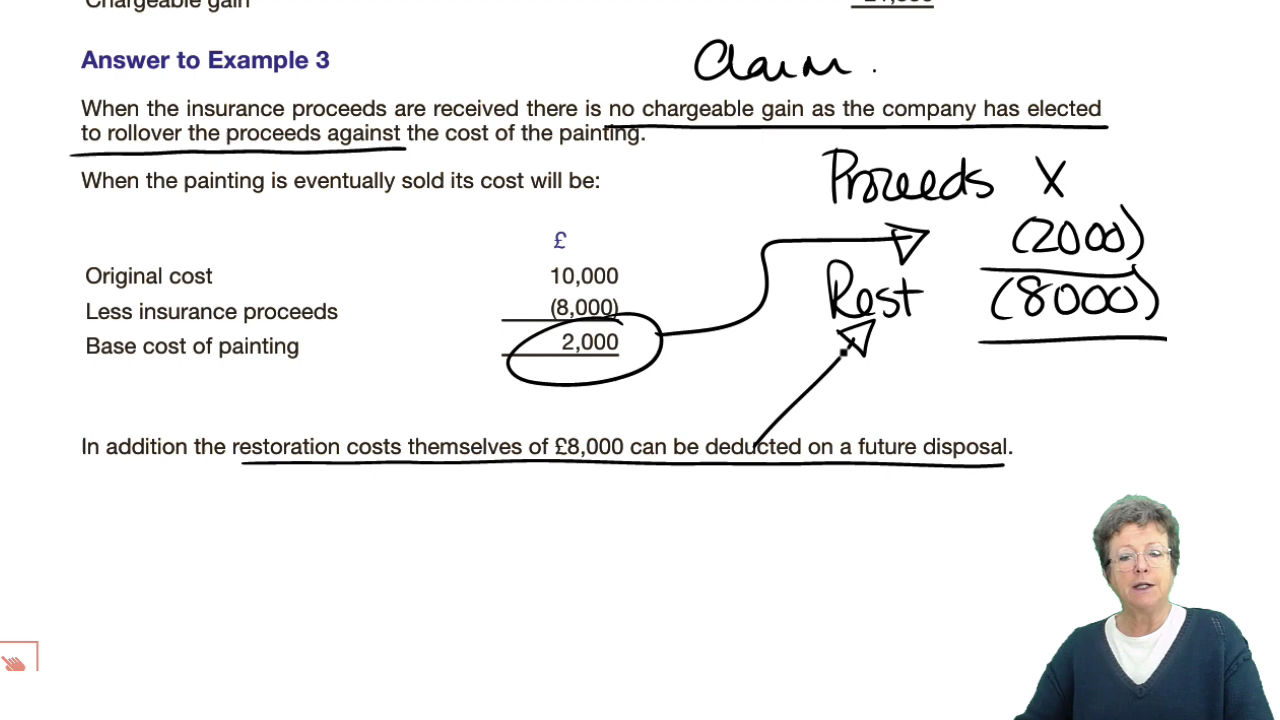 Chargeable gain
Answer to Example 3
Claim.
When the insurance proceeds are received there is no chargeable gain as the company has elected
to rollover the proceeds against the cost of the painting.
When the painting is eventually sold its cost will be:
Proceeds X
£
(2000)
Original cost 10,000
Rest (8000)
Less insurance proceeds (8,000)
Base cost of painting 2,000
In addition the restoration costs themselves of £8,000 can be deducted on a future disposal.